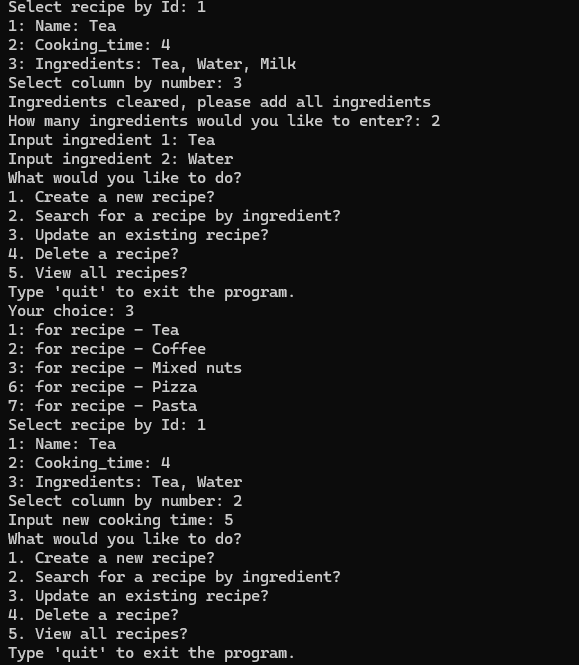 Select recipe by Id: 1
1: Name: Tea
2: Cooking_time: 4
3: Ingredients: Tea, Water, Milk
Select column by number: 3
Ingredients cleared, please add all ingredients
How many ingredients would you like to enter?: 2
Input ingredient 1: Tea
Input ingredient 2: Water
What would you like to do?
1. Create a new recipe?
2. Search for a recipe by ingredient?
3. Update an existing recipe?
4. Delete a recipe?
5. View all recipes?
Type 'quit' to exit the program.
Your choice: 3
1: for recipe - Tea
2: for recipe - Coffee
3: for recipe - Mixed nuts
6: for recipe - Pizza
7: for recipe - Pasta
Select recipe by Id: 1
1: Name: Tea
2: Cooking_time: 4
3: Ingredients: Tea, Water
Select column by number: 2
Input new cooking time: 5
What would you like to do?
1. Create a new recipe?
2. Search for a recipe by ingredient?
3. Update an existing recipe?
4. Delete a recipe?
5. View all recipes?
Type 'quit' to exit the program.